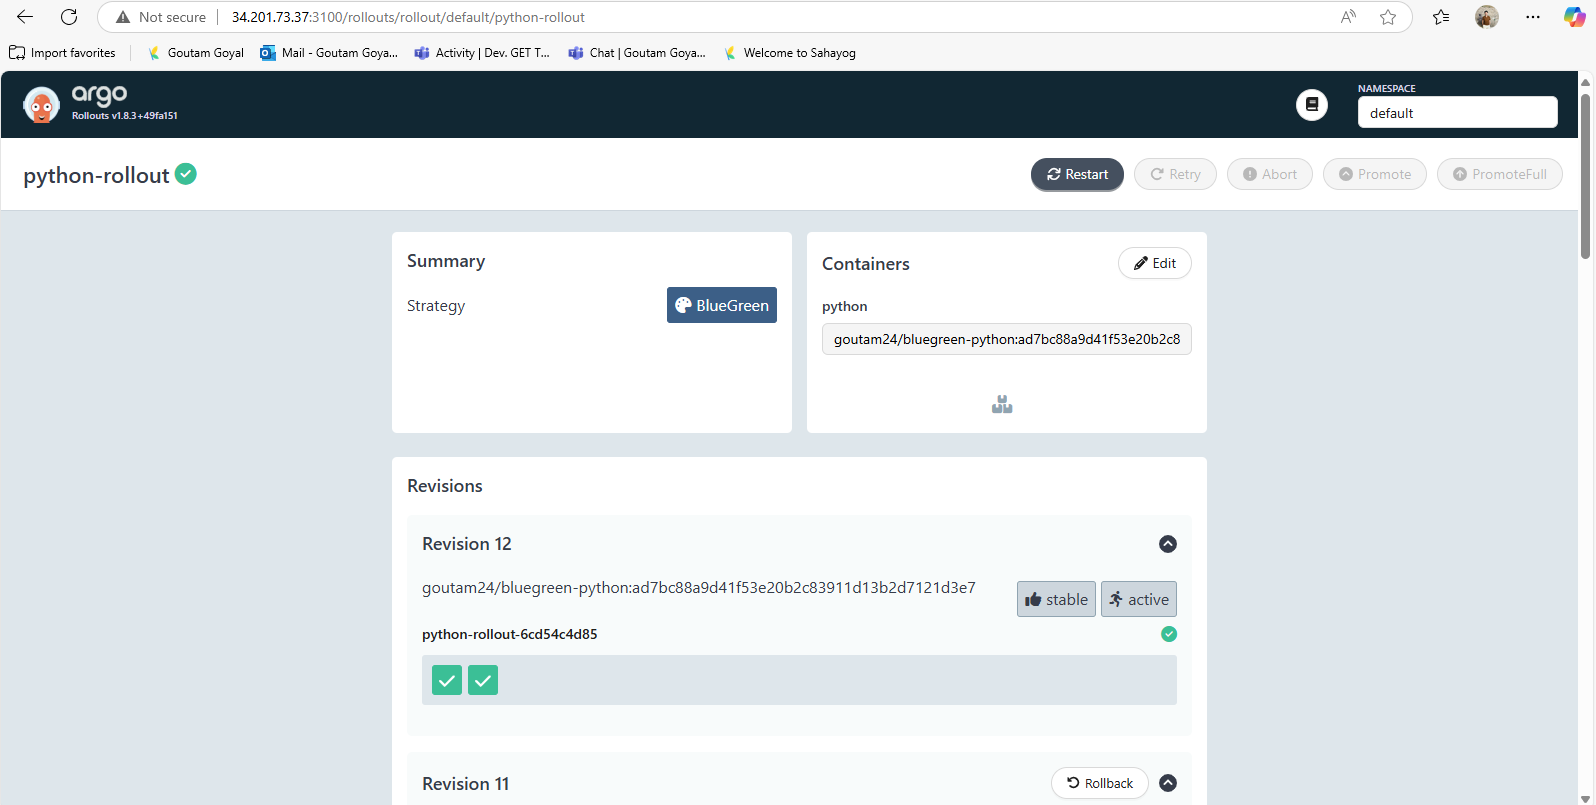 Not secure
34.201.73.37:3100/rollouts/rollout/default/python-rollout
Import favorites
Goutam Goyal
Mail - Goutam Goya...
Activity | Dev. GET T...
Chat | Goutam Goya...
Welcome to Sahayog
argo
Rollouts v1.8.3+49fa151
NAMESPACE
default
python-rollout
Restart
Retry
Abort
Promote
PromoteFull
Summary
Strategy
BlueGreen
Containers
Edit
python
goutam24/bluegreen-python:ad7bc88a9d41f53e20b2c8
Revisions
Revision 12
goutam24/bluegreen-python:ad7bc88a9d41f53e20b2c83911d13b2d7121d3e7
stable
active
python-rollout-6cd54c4d85
Revision 11
Rollback